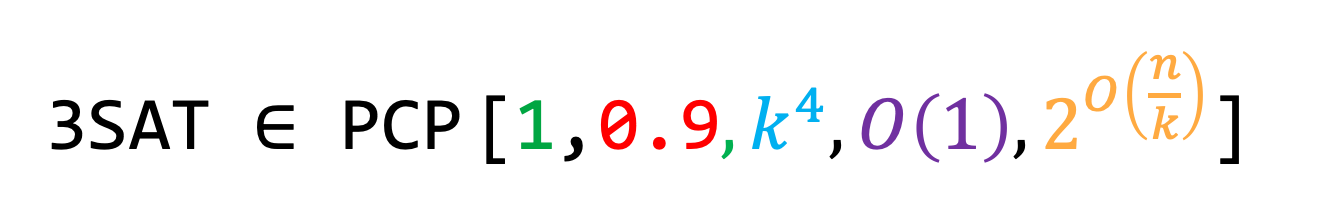 3SAT ∈ PCP[1,0.9,k⁴,O(1),2^{O(n/k)}]